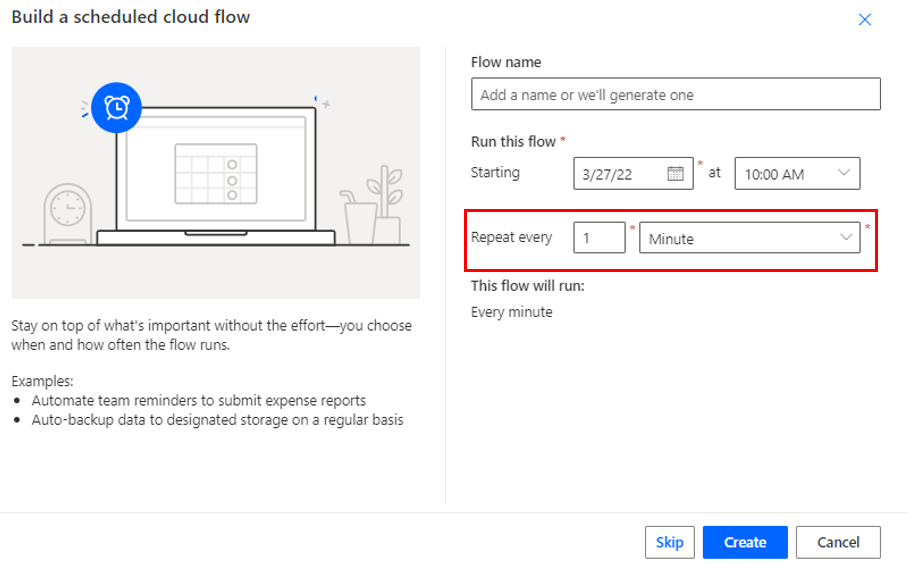 Build a scheduled cloud flow
Stay on top of what's important without the effort—you choose
when and how often the flow runs.
Examples:
• Automate team reminders to submit expense reports
• Auto-backup data to designated storage on a regular basis
Flow name
Add a name or we'll generate one
Run this flow *
Starting 3/27/22 * at 10:00 AM
Repeat every 1 * Minute *
This flow will run:
Every minute
Skip Create Cancel